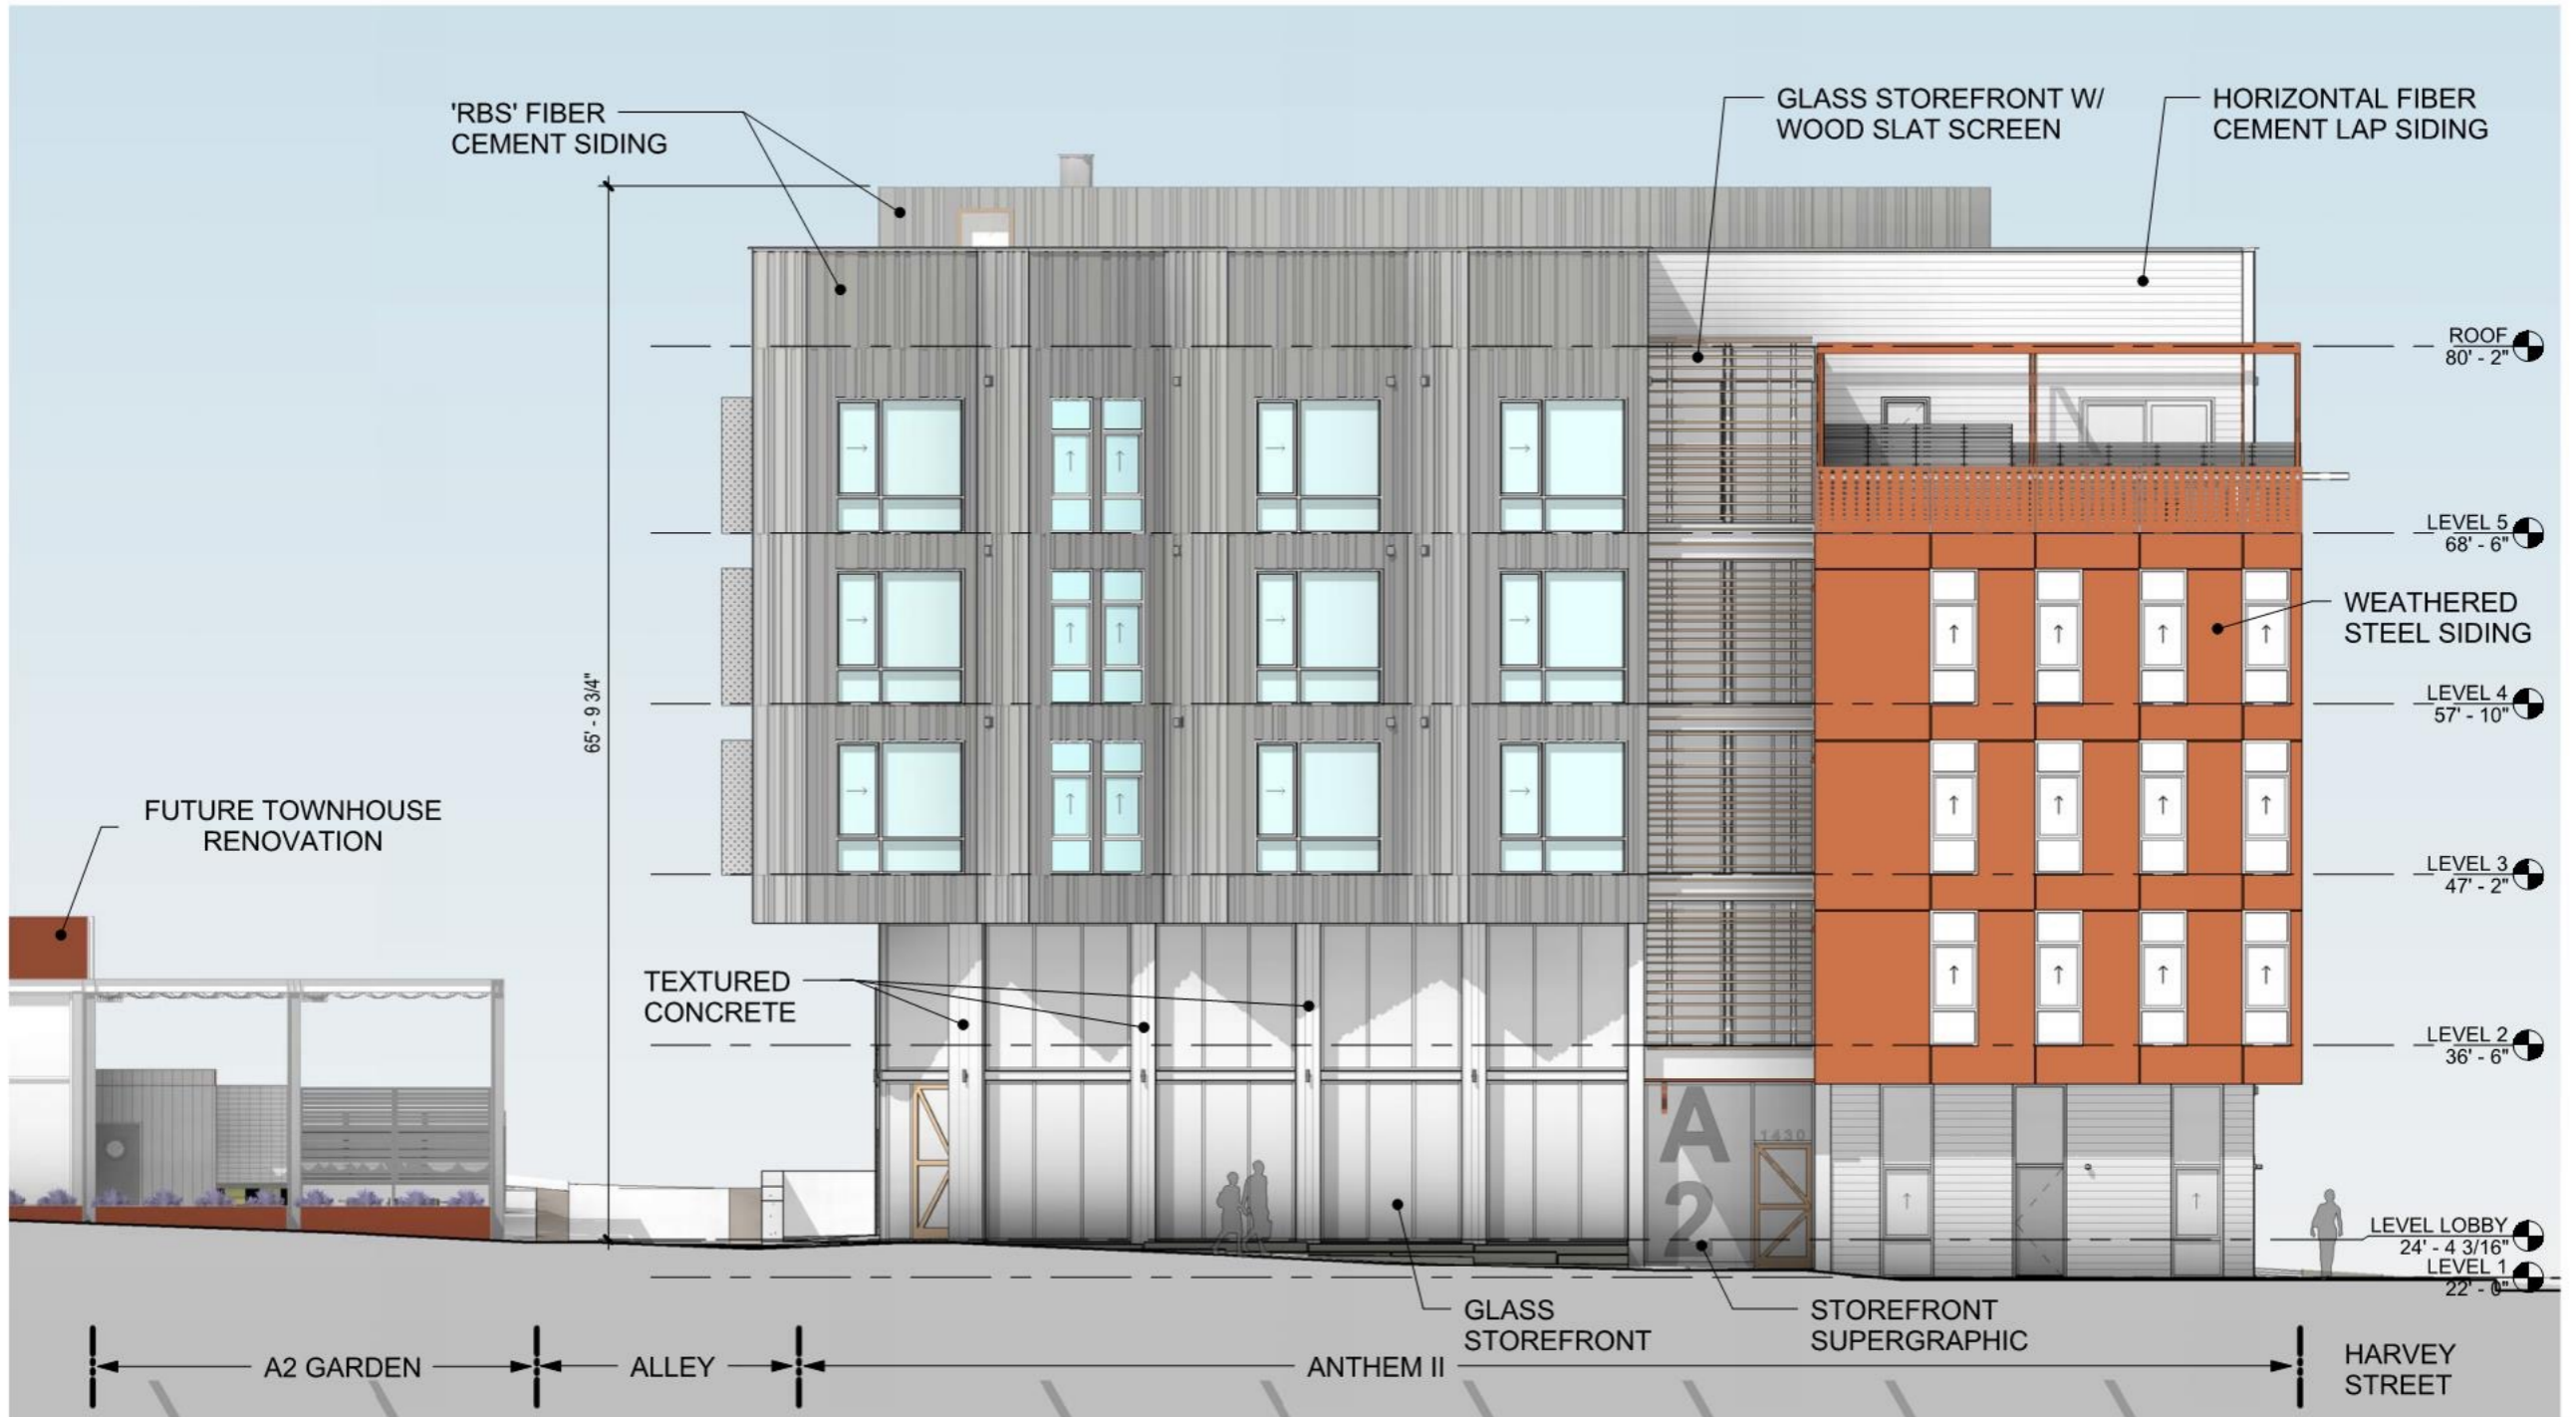 'RBS' FIBER
CEMENT SIDING
GLASS STOREFRONT W/
WOOD SLAT SCREEN
HORIZONTAL FIBER
CEMENT LAP SIDING
ROOF
80' - 2"
LEVEL 5
68' - 6"
WEATHERED
STEEL SIDING
65' - 9 3/4"
LEVEL 4
57' - 10"
FUTURE TOWNHOUSE
RENOVATION
LEVEL 3
47' - 2"
TEXTURED
CONCRETE
LEVEL 2
36' - 6"
A
2
1430
LEVEL LOBBY
24' - 4 3/16"
LEVEL 1
22' - 0"
GLASS
STOREFRONT
STOREFRONT
SUPERGRAPHIC
A2 GARDEN
ALLEY
ANTHEM II
HARVEY
STREET